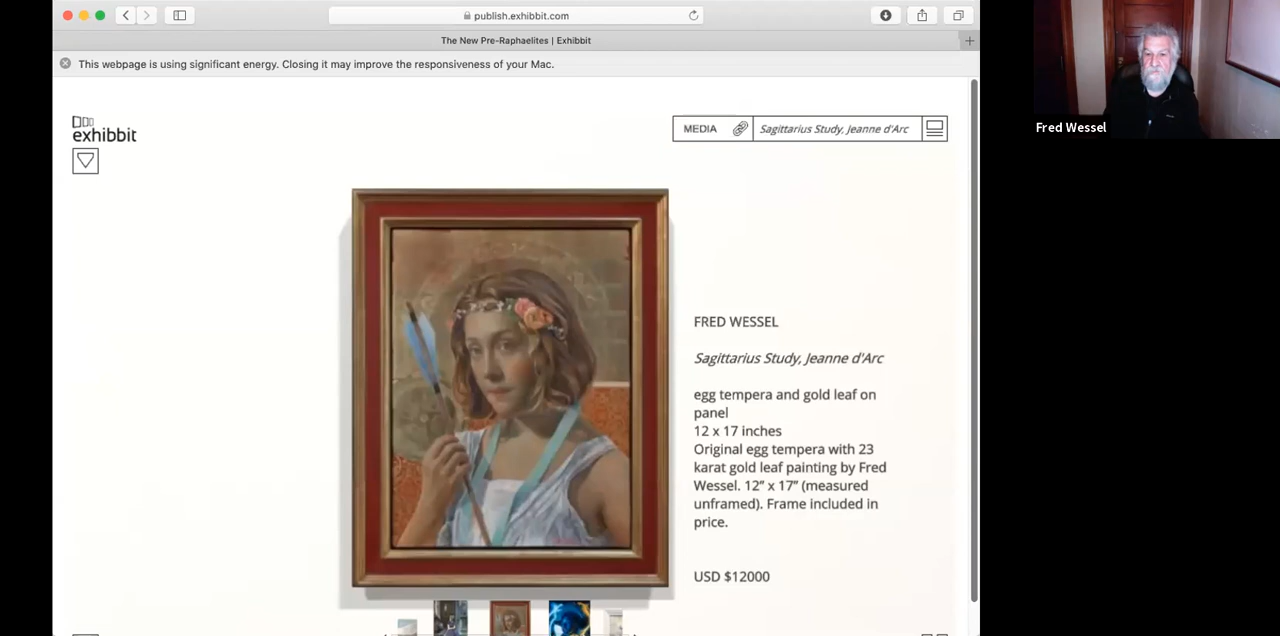 publish.exhibbit.com
The New Pre-Raphaelites | Exhibbit
This webpage is using significant energy. Closing it may improve the responsiveness of your Mac.
exhibbit
MEDIA
Sagittarius Study, Jeanne d'Arc
Fred Wessel
FRED WESSEL
Sagittarius Study, Jeanne d'Arc
egg tempera and gold leaf on
panel
12 x 17 inches
Original egg tempera with 23
karat gold leaf painting by Fred
Wessel. 12” x 17” (measured
unframed). Frame included in
price.
USD $12000